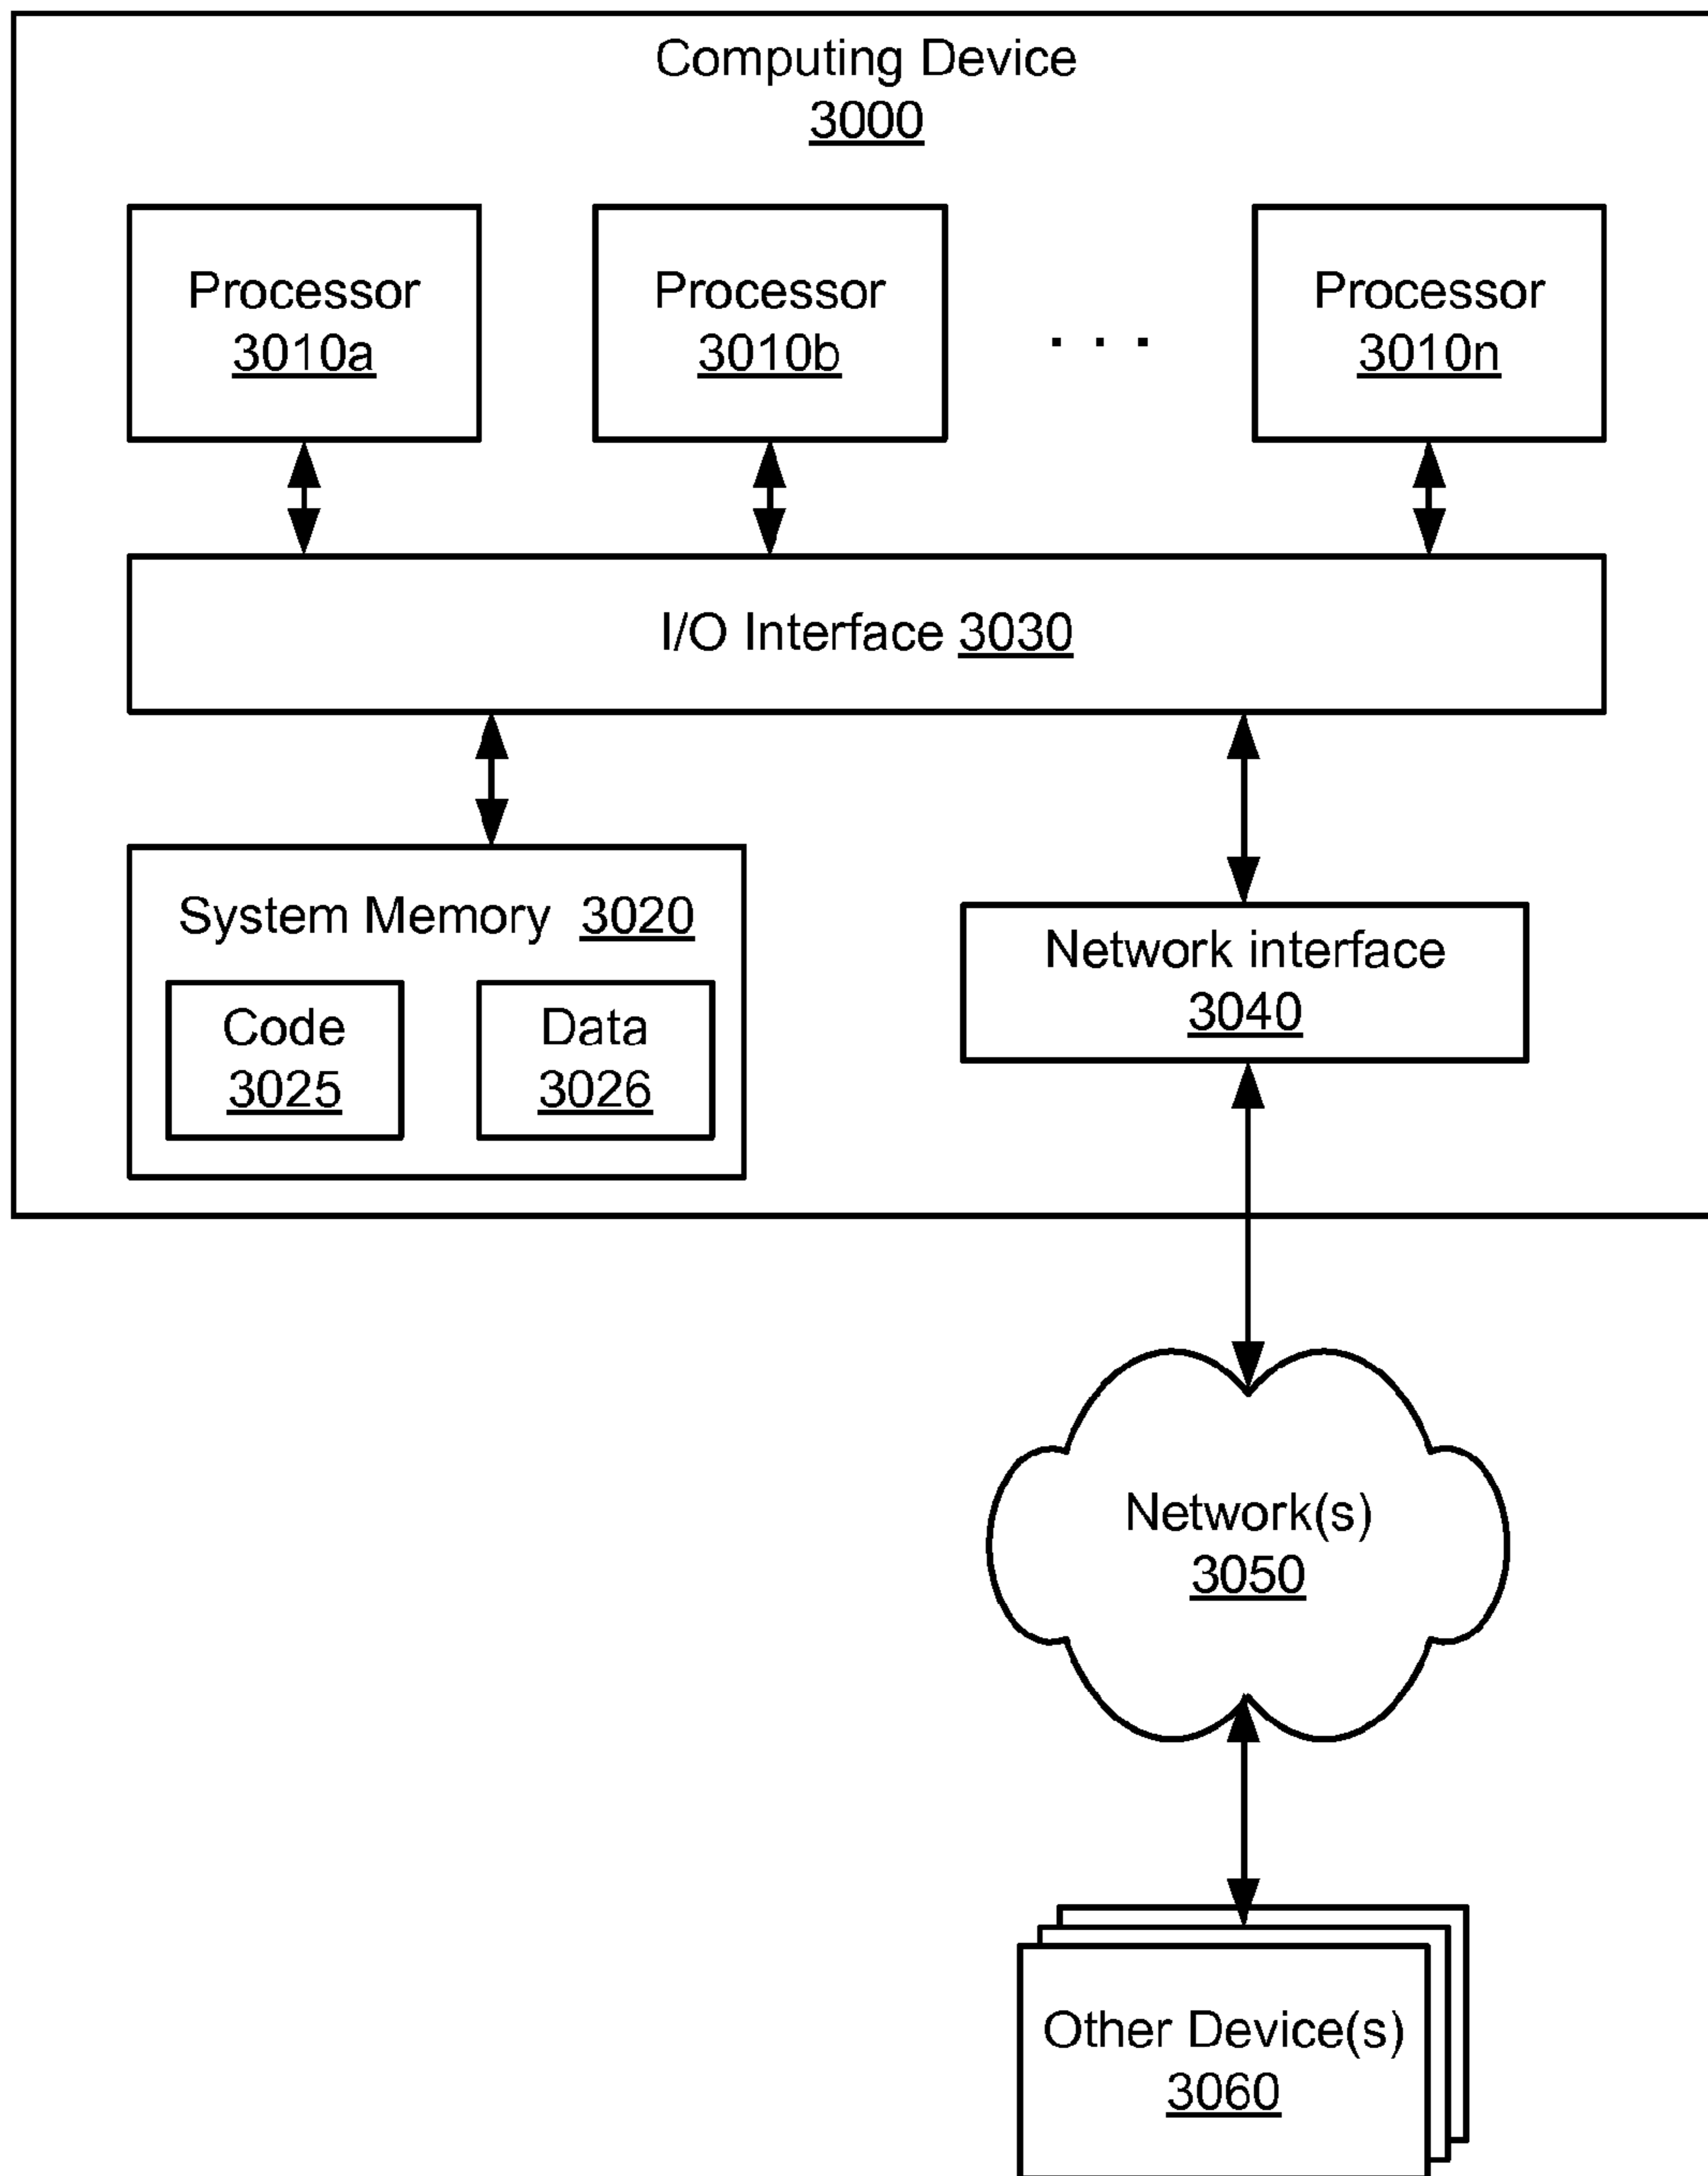 Computing Device
3000
Processor
3010a
Processor
3010b
. . .
Processor
3010n
I/O Interface 3030
System Memory 3020
Code
3025
Data
3026
Network interface
3040
Network(s)
3050
Other Device(s)
3060